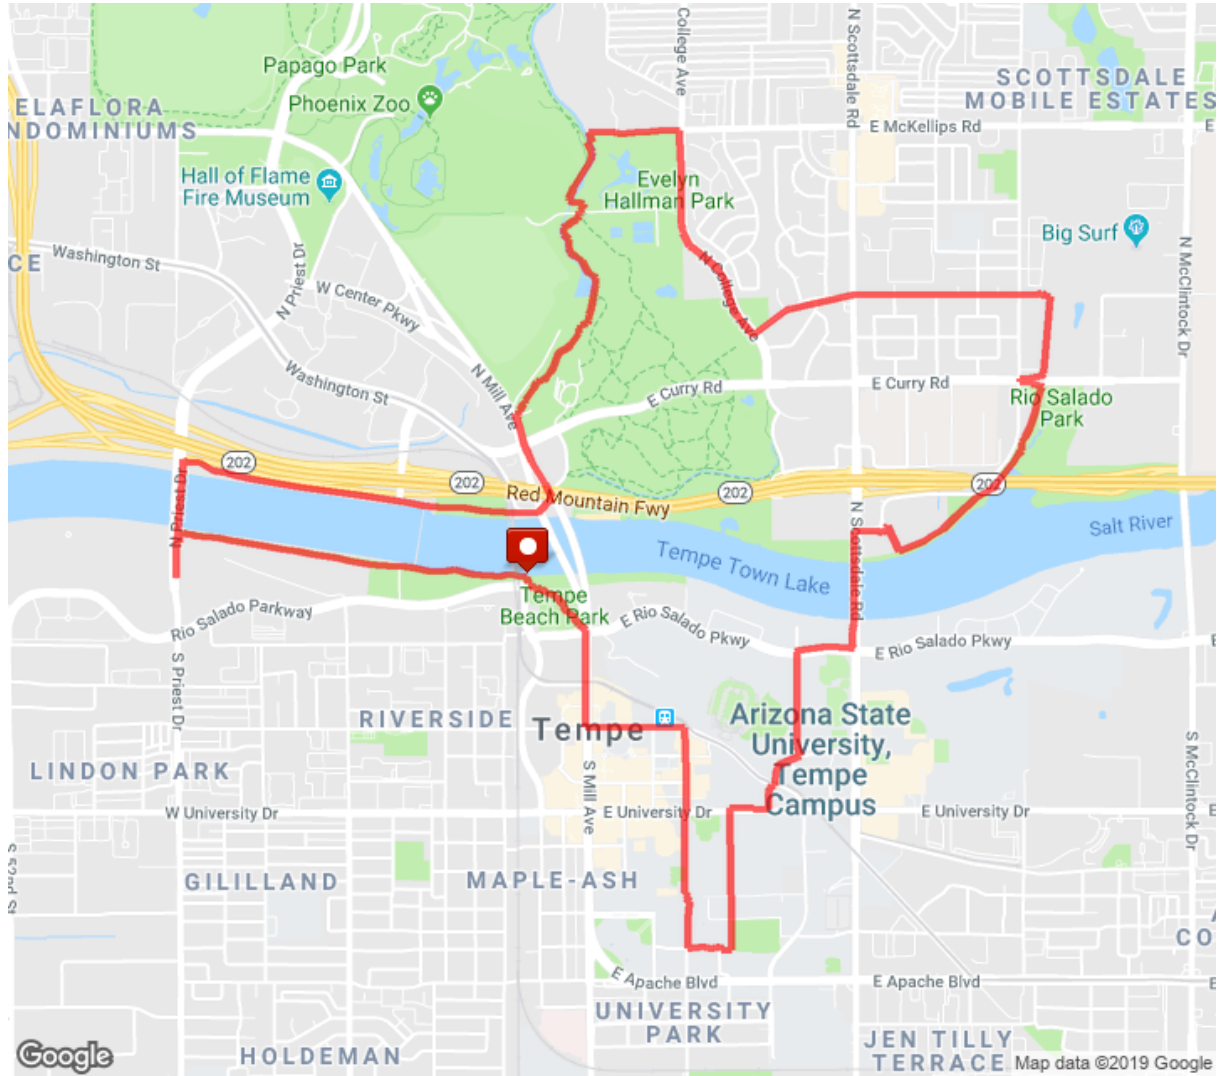 College Ave
N Scottsdale Rd
Papago Park
Phoenix Zoo
SCOTTSDALE
MOBILE ESTATES
ELAFLORA
NDOMINIUMS
E McKellips Rd
E
Hall of Flame
Fire Museum
Evelyn
Hallman Park
Big Surf
N McClintock Dr
CE
Washington St
N Priest Dr
W Center Pkwy
N College Ave
Washington St
N Mill Ave
E Curry Rd
E Curry Rd
Rio Salado
Park
202
202
202
202
Red Mountain Fwy
N Priest Dr
N Scottsdale Rd
Salt River
Tempe Town Lake
Tempe
Beach Park
Rio Salado Parkway
E Rio Salado Pkwy
E Rio Salado Pkwy
S Priest Dr
RIVERSIDE
Tempe
Arizona State
University,
Tempe
Campus
LINDON PARK
S Mill Ave
S McClintock Dr
W University Dr
E University Dr
E University Dr
E
S 52nd St
GILILLAND
MAPLE-ASH
A
CO
E Apache Blvd
E Apache Blvd
E
UNIVERSITY
PARK
JEN TILLY
TERRACE
HOLDEMAN
Google
Map data ©2019 Google